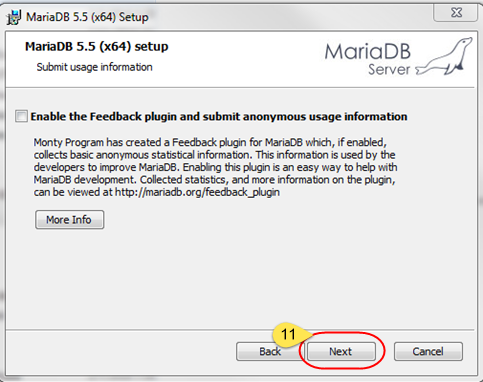 MariaDB 5.5 (x64) Setup
MariaDB 5.5 (x64) setup
Submit usage information
MariaDB
Server
Enable the Feedback plugin and submit anonymous usage information
Monty Program has created a Feedback plugin for MariaDB which, if enabled,
collects basic anonymous statistical information. This information is used by the
developers to improve MariaDB. Enabling this plugin is an easy way to help with
MariaDB development. Collected statistics, and more information on the plugin,
can be viewed at http://mariadb.org/feedback_plugin
More Info
11
Back
Next
Cancel